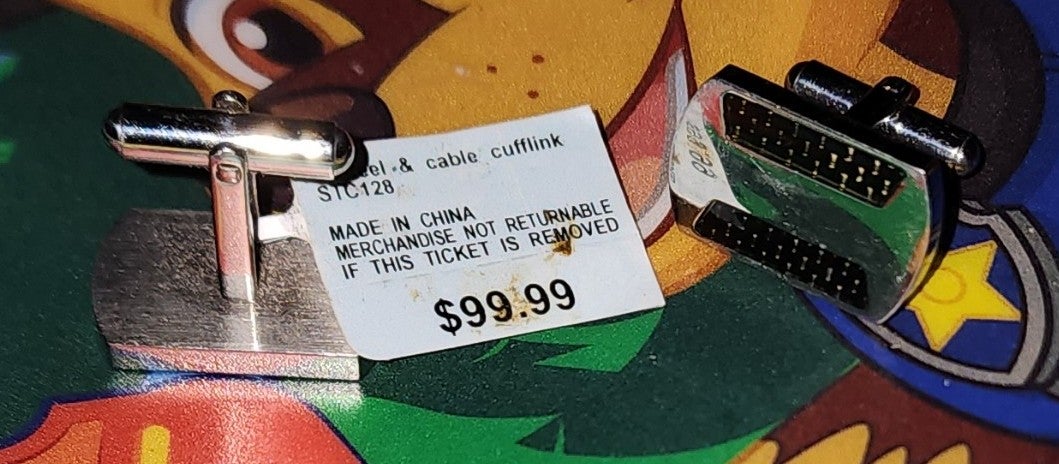 & cable cufflink
STC128
MADE IN CHINA
MERCHANDISE NOT RETURNABLE
IF THIS TICKET IS REMOVED
$99.99